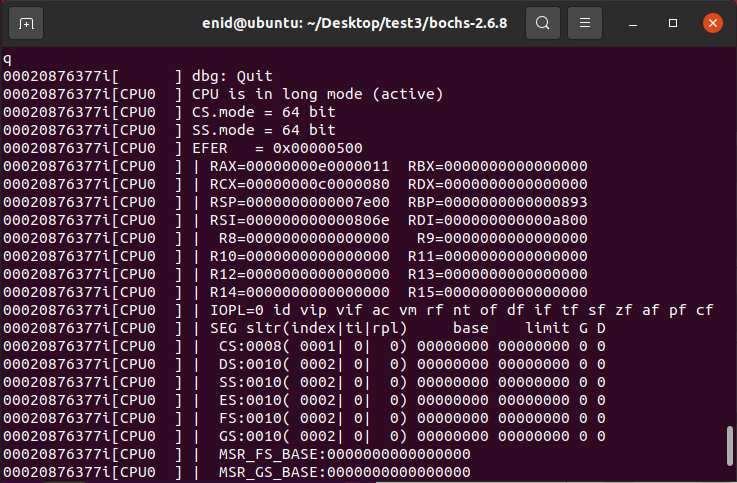 enid@ubuntu: ~/Desktop/test3/bochs-2.6.8
q
00020876377i[      ] dbg: Quit
00020876377i[CPU0  ] CPU is in long mode (active)
00020876377i[CPU0  ] CS.mode = 64 bit
00020876377i[CPU0  ] SS.mode = 64 bit
00020876377i[CPU0  ] EFER   = 0x00000500
00020876377i[CPU0  ] | RAX=00000000e0000011  RBX=0000000000000000
00020876377i[CPU0  ] | RCX=00000000c0000080  RDX=0000000000000000
00020876377i[CPU0  ] | RSP=0000000000007e00  RBP=0000000000000893
00020876377i[CPU0  ] | RSI=000000000000806e  RDI=000000000000a800
00020876377i[CPU0  ] |  R8=0000000000000000   R9=0000000000000000
00020876377i[CPU0  ] | R10=0000000000000000  R11=0000000000000000
00020876377i[CPU0  ] | R12=0000000000000000  R13=0000000000000000
00020876377i[CPU0  ] | R14=0000000000000000  R15=0000000000000000
00020876377i[CPU0  ] | IOPL=0 id vip vif ac vm rf nt of df if tf sf zf af pf cf
00020876377i[CPU0  ] | SEG sltr(index|ti|rpl)     base    limit G D
00020876377i[CPU0  ] |  CS:0008( 0001| 0|  0) 00000000 00000000 0 0
00020876377i[CPU0  ] |  DS:0010( 0002| 0|  0) 00000000 00000000 0 0
00020876377i[CPU0  ] |  SS:0010( 0002| 0|  0) 00000000 00000000 0 0
00020876377i[CPU0  ] |  ES:0010( 0002| 0|  0) 00000000 00000000 0 0
00020876377i[CPU0  ] |  FS:0010( 0002| 0|  0) 00000000 00000000 0 0
00020876377i[CPU0  ] |  GS:0010( 0002| 0|  0) 00000000 00000000 0 0
00020876377i[CPU0  ] |  MSR_FS_BASE:0000000000000000
00020876377i[CPU0  ] |  MSR_GS_BASE:0000000000000000